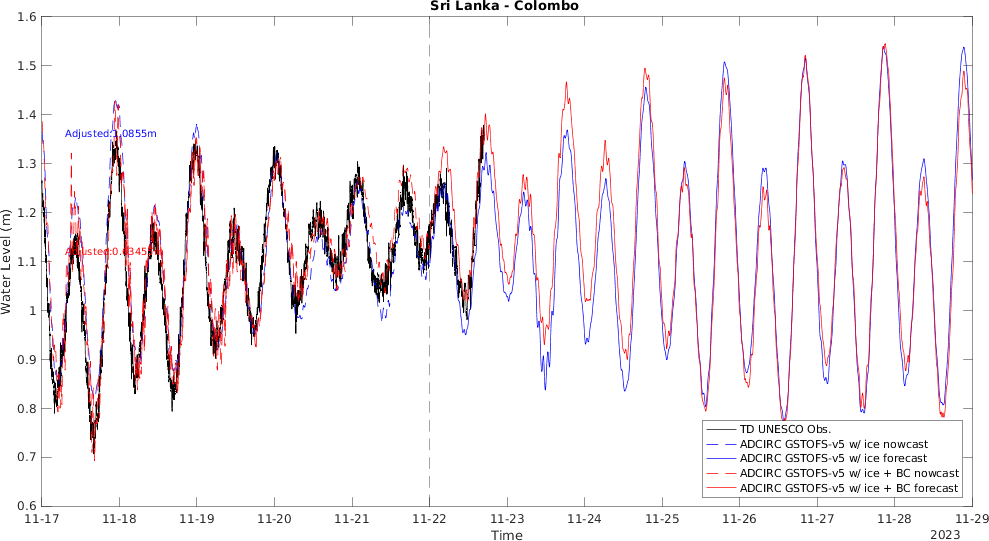 Sri Lanka - Colombo
1.6
1.5
1.4
1.3
1.2
1.1
1
0.9
0.8
0.7
0.6
Water Level (m)
Adjusted:1.0855m
TD UNESCO Obs.
ADCIRC GSTOFS-v5 w/ ice nowcast
ADCIRC GSTOFS-v5 w/ ice forecast
ADCIRC GSTOFS-v5 w/ ice + BC nowcast
ADCIRC GSTOFS-v5 w/ ice + BC forecast
11-17 11-18 11-19 11-20 11-21 11-22 11-23 11-24 11-25 11-26 11-27 11-28 11-29
Time
2023